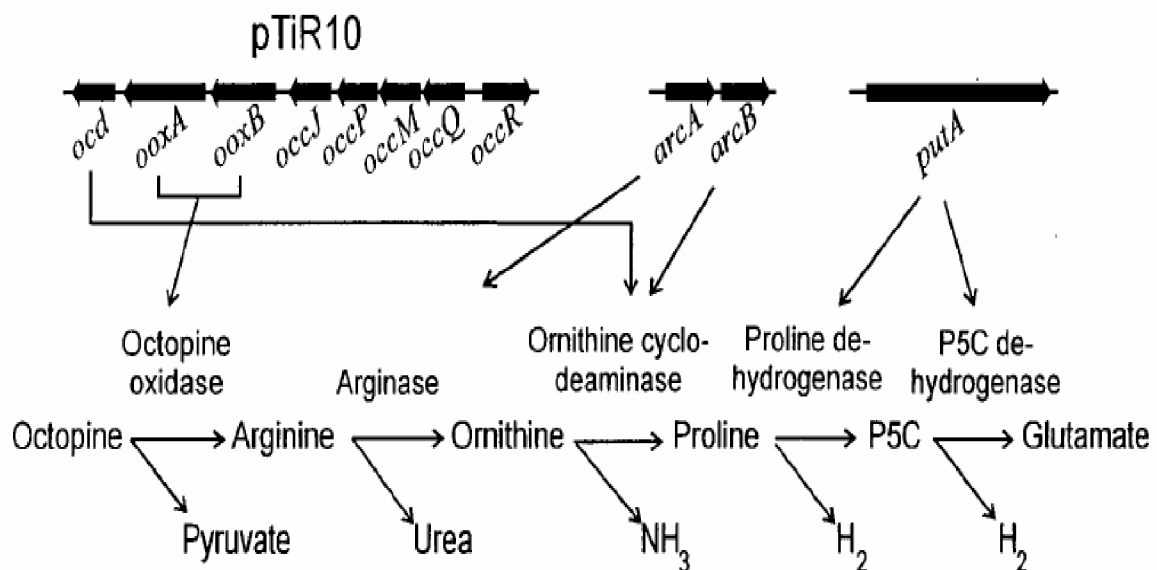 pTiR10
ocd ooxA ooxB occJ occP occM occQ occR arcA arcB putA
Octopine oxidase
Arginase
Ornithine cyclo-
deaminase
Proline de-
hydrogenase
P5C de-
hydrogenase
Octopine Arginine Ornithine Proline P5C Glutamate
Pyruvate Urea NH₃ H₂ H₂